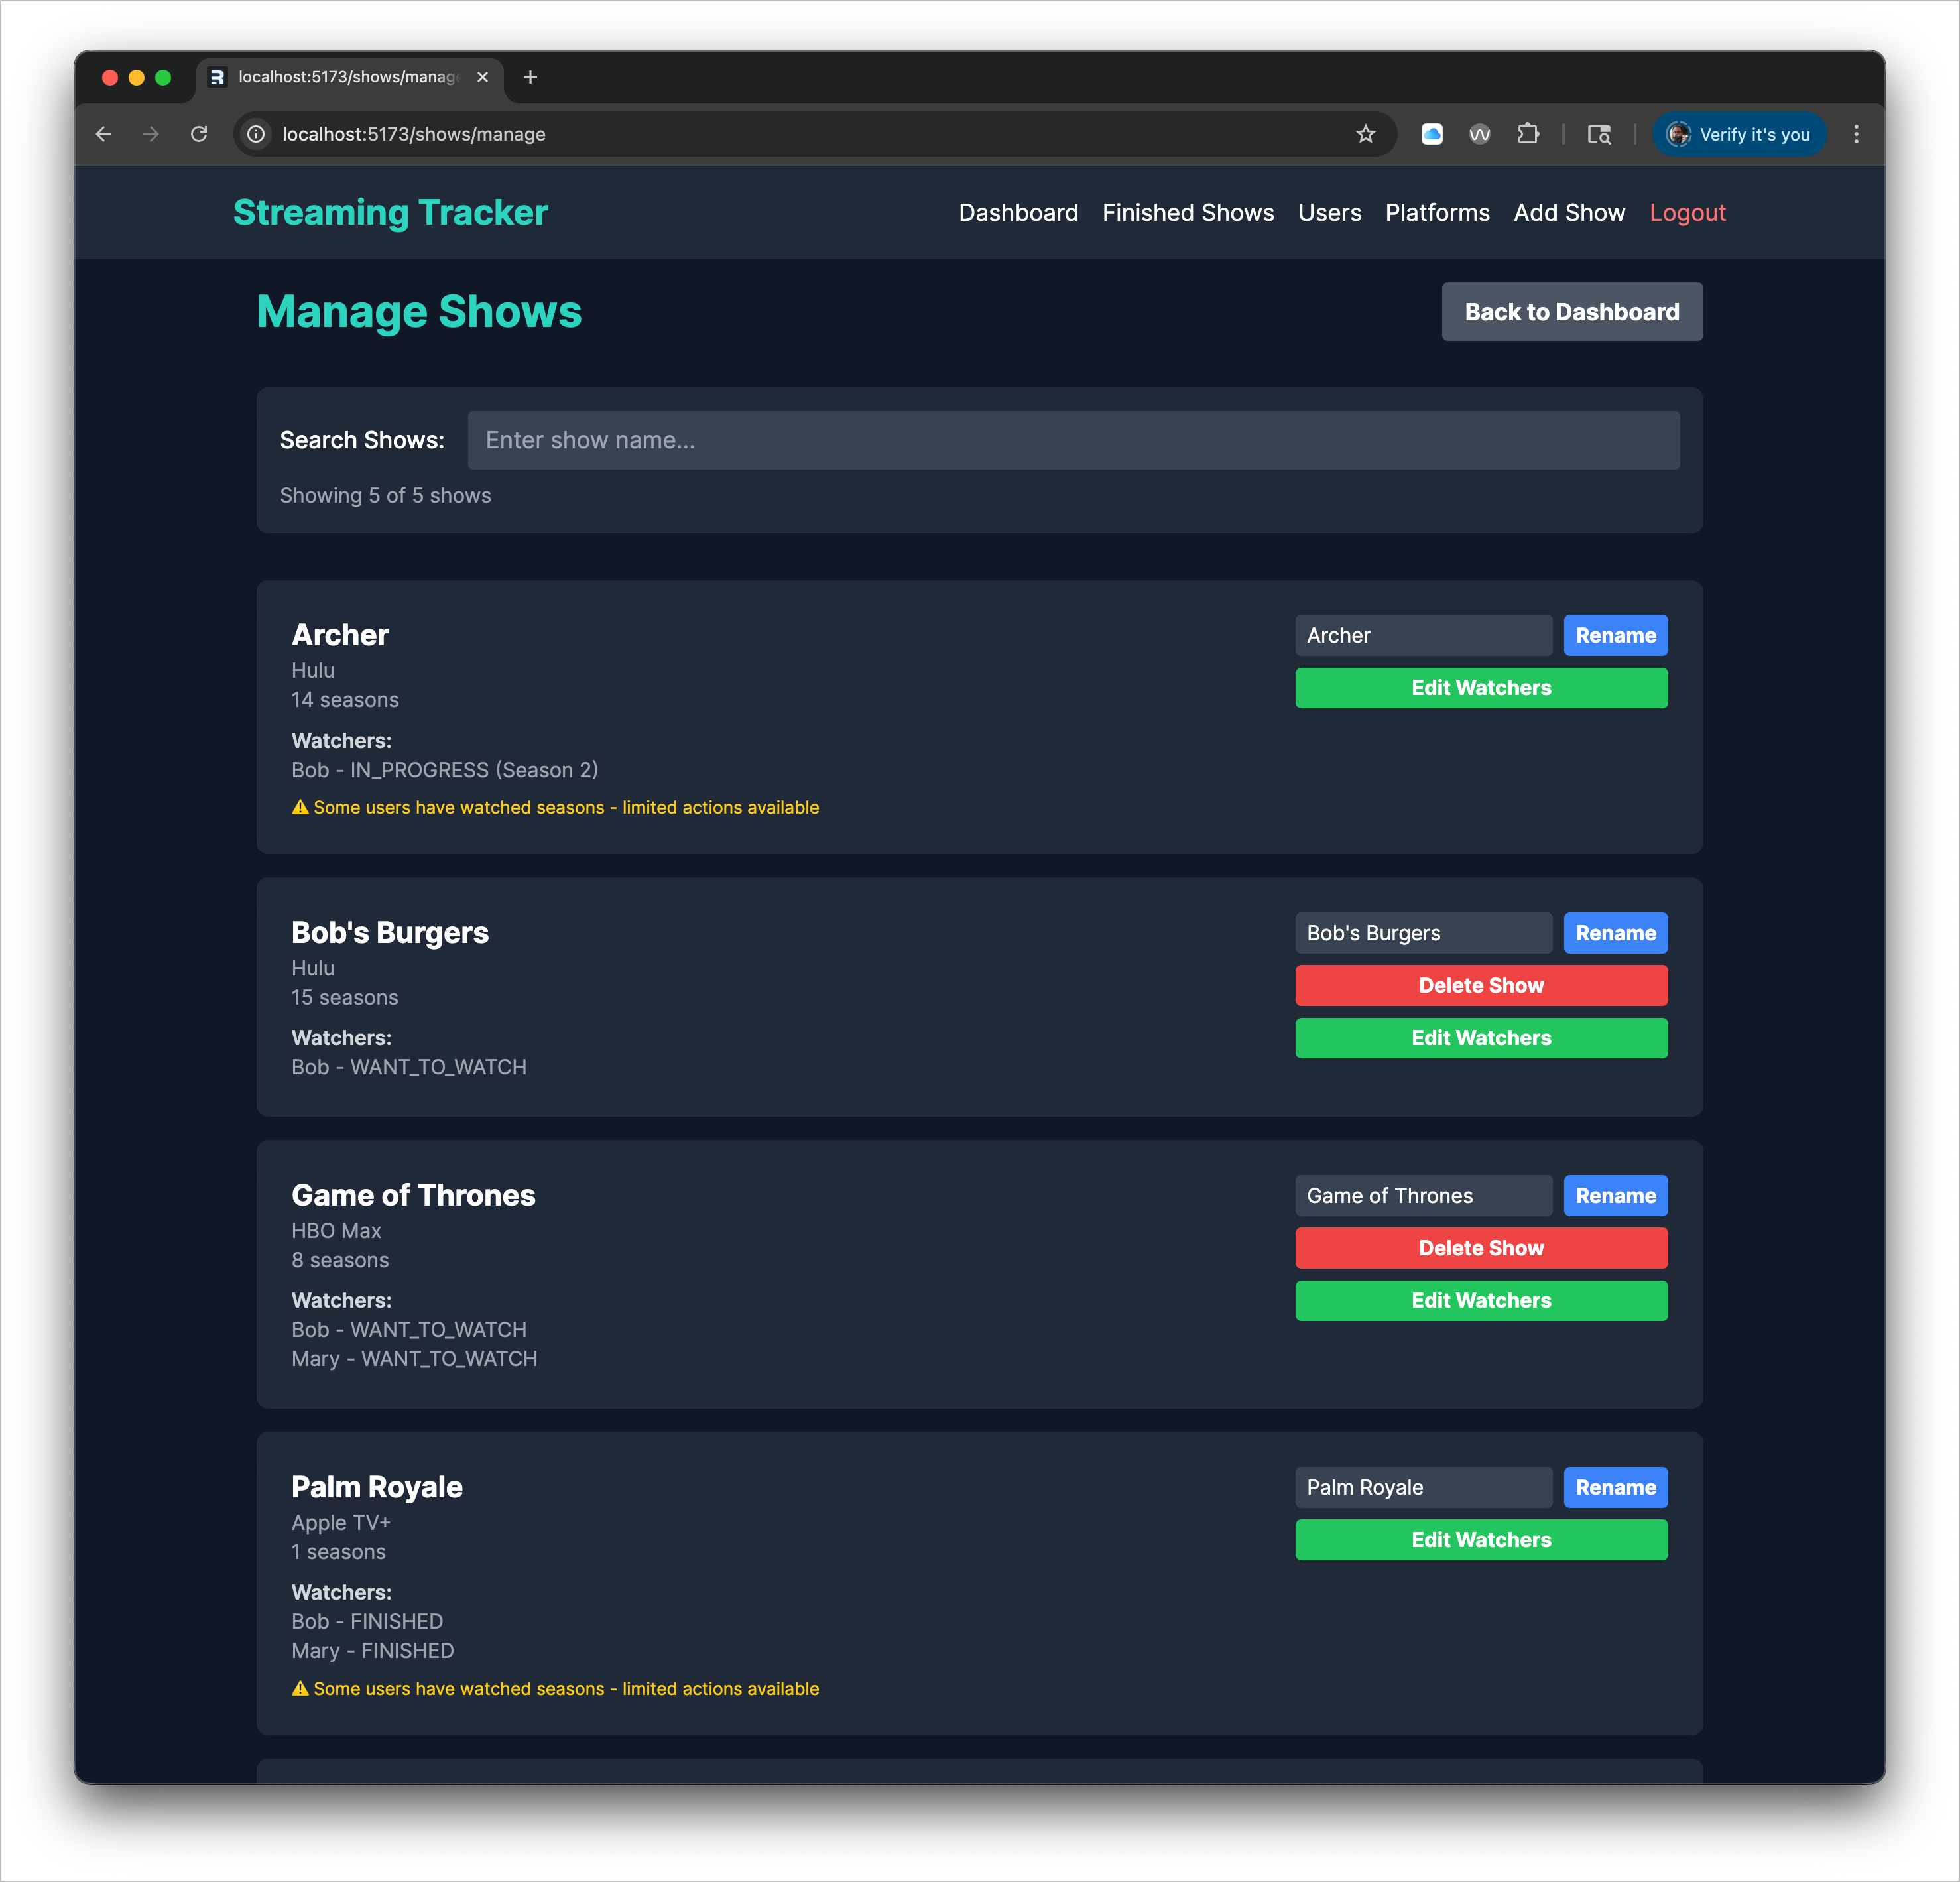 localhost:5173/shows/manage
localhost:5173/shows/manage
Verify it's you
Streaming Tracker
Dashboard Finished Shows Users Platforms Add Show Logout
Manage Shows
Back to Dashboard
Search Shows: Enter show name...
Showing 5 of 5 shows
Archer
Archer Rename
Hulu
14 seasons
Edit Watchers
Watchers:
Bob - IN_PROGRESS (Season 2)
⚠ Some users have watched seasons - limited actions available
Bob's Burgers
Bob's Burgers Rename
Hulu
15 seasons
Delete Show
Edit Watchers
Watchers:
Bob - WANT_TO_WATCH
Game of Thrones
Game of Thrones Rename
HBO Max
8 seasons
Delete Show
Edit Watchers
Watchers:
Bob - WANT_TO_WATCH
Mary - WANT_TO_WATCH
Palm Royale
Palm Royale Rename
Apple TV+
1 seasons
Edit Watchers
Watchers:
Bob - FINISHED
Mary - FINISHED
⚠ Some users have watched seasons - limited actions available